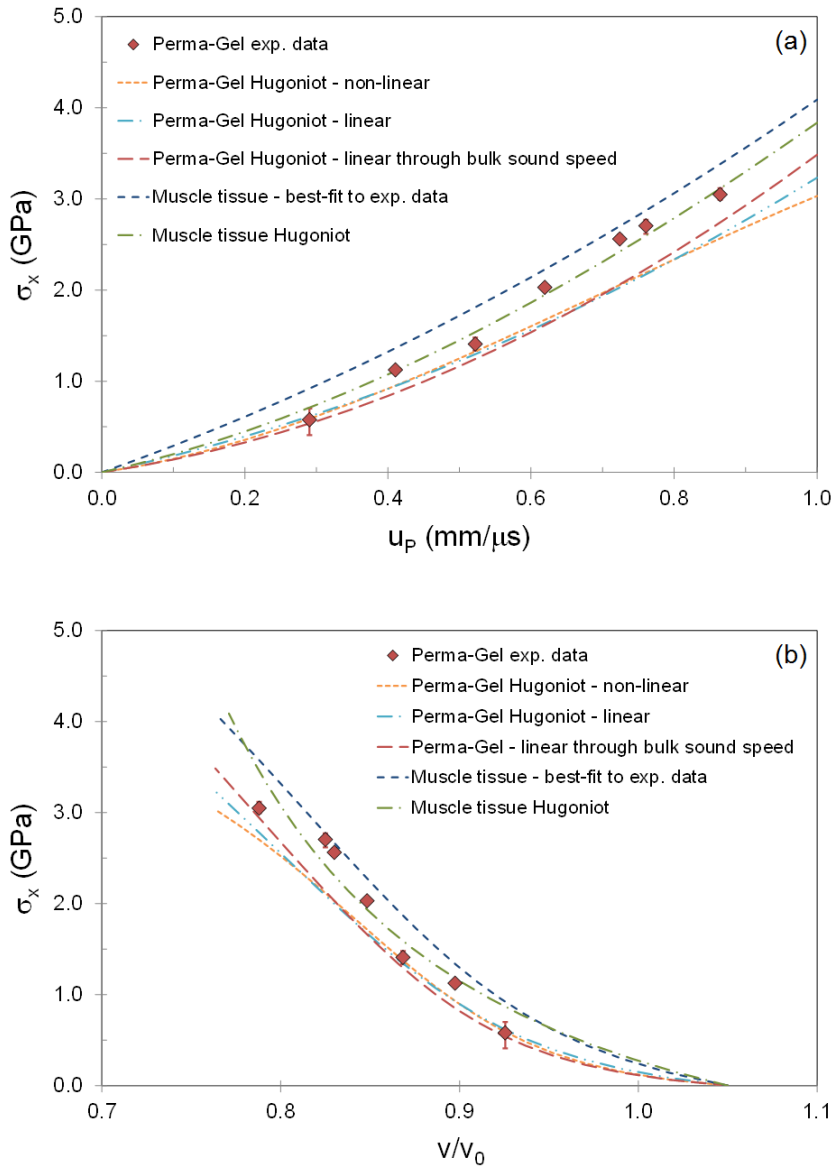 5.0
(a)
Perma-Gel exp. data
Perma-Gel Hugoniot - non-linear
4.0
Perma-Gel Hugoniot - linear
Perma-Gel Hugoniot - linear through bulk sound speed
3.0
Muscle tissue - best-fit to exp. data
Muscle tissue Hugoniot
σx (GPa)
2.0
1.0
0.0
0.0 0.2 0.4 0.6 0.8 1.0
uP (mm/μs)
5.0
(b)
Perma-Gel exp. data
Perma-Gel Hugoniot - non-linear
4.0
Perma-Gel Hugoniot - linear
Perma-Gel - linear through bulk sound speed
Muscle tissue - best-fit to exp. data
Muscle tissue Hugoniot
3.0
σx (GPa)
2.0
1.0
0.0
0.7 0.8 0.9 1.0 1.1
v/v0